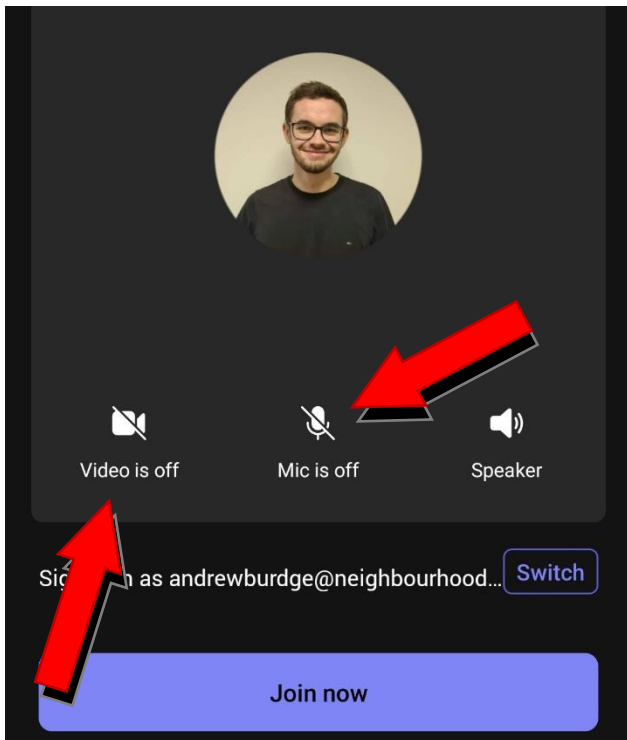 Video is off
Mic is off
Speaker
as andrewburdge@neighbourhood...
Switch
Join now